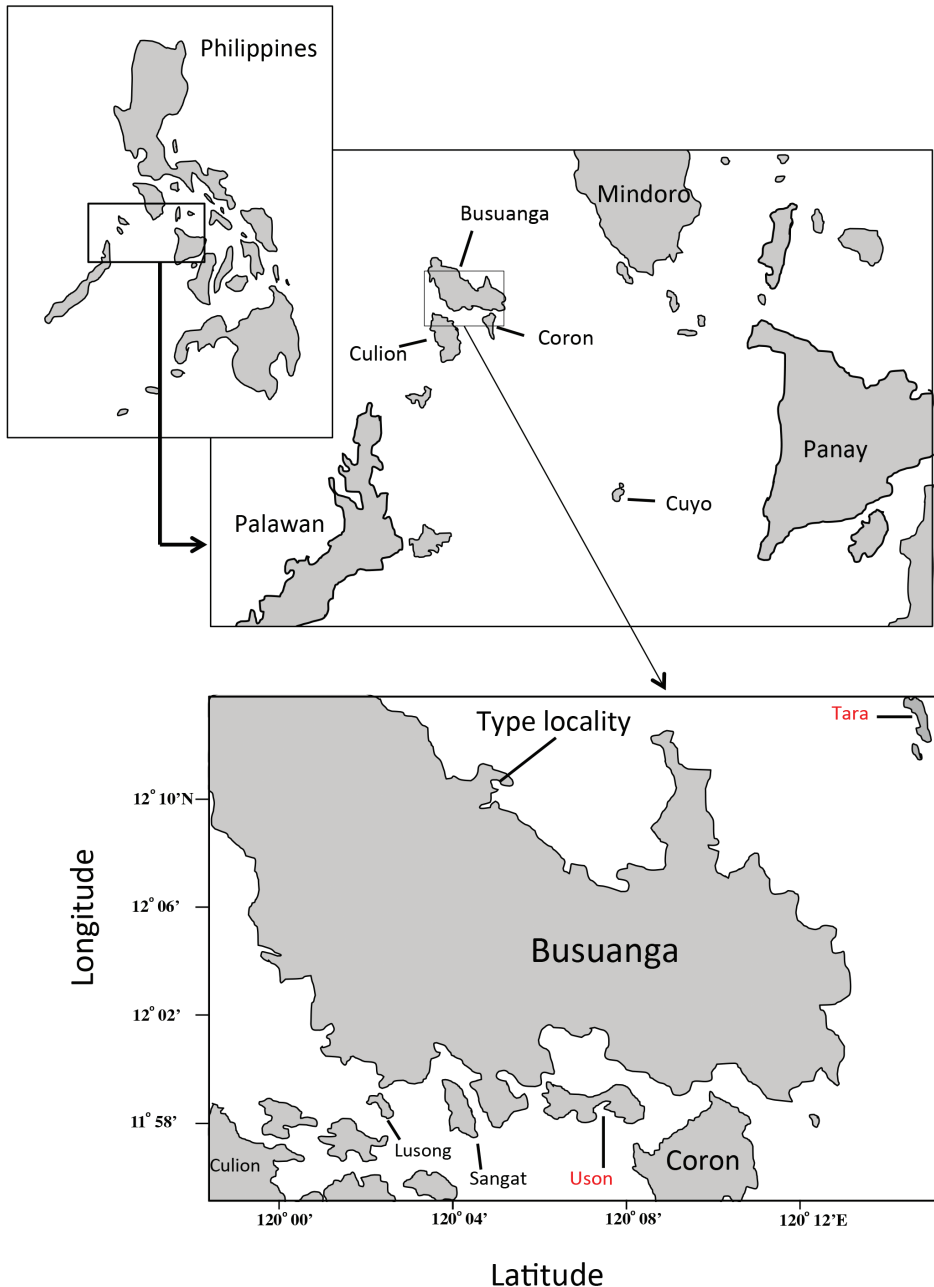 Philippines
Mindoro
Busuanga
Culion
Coron
Panay
Cuyo
Palawan
Type locality
Tara
12° 10’N
12° 06’
12° 02’
11° 58’
Longitude
Busuanga
Lusong
Culion
Sangat
Uson
Coron
120° 00’
120° 04’
120° 08’
120° 12’E
Latitude